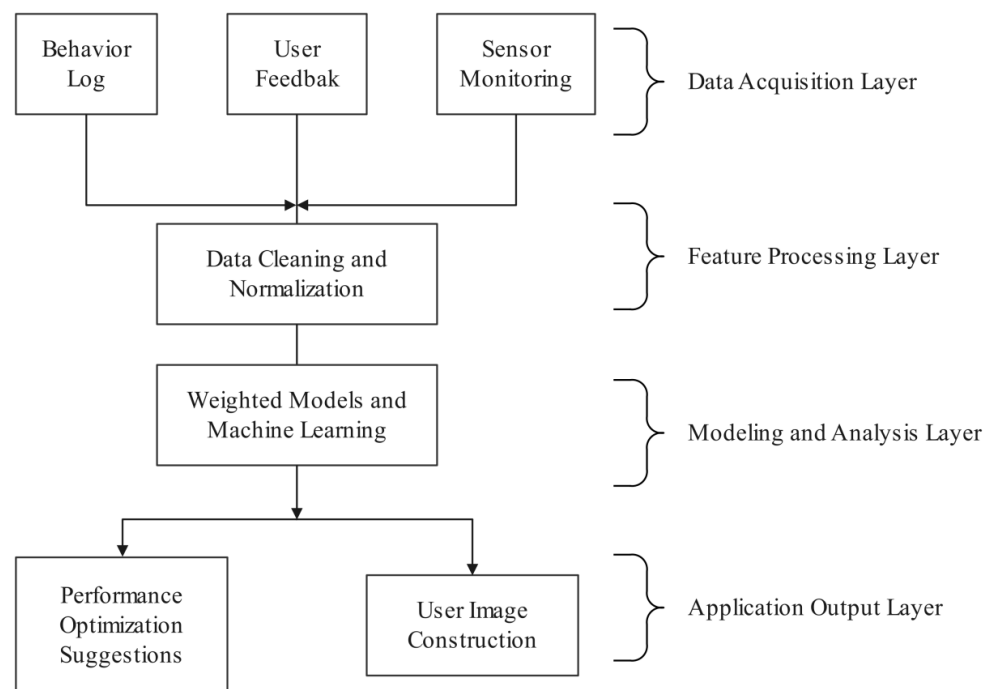 Behavior
Log
User
Feedbak
Sensor
Monitoring
Data Acquisition Layer
Data Cleaning and
Normalization
Feature Processing Layer
Weighted Models and
Machine Learning
Modeling and Analysis Layer
Performance
Optimization
Suggestions
User Image
Construction
Application Output Layer